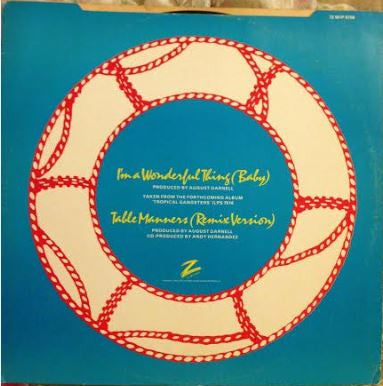 I'm a Wonderful Thing (Baby)
PRODUCED BY AUGUST DARNELL
TAKEN FROM THE FORTHCOMING ALBUM
'TROPICAL GANGSTERS' ILPS 7016
Table Manners (Remix Version)
PRODUCED BY AUGUST DARNELL
CO-PRODUCED BY ANDY HERNANDEZ
Z